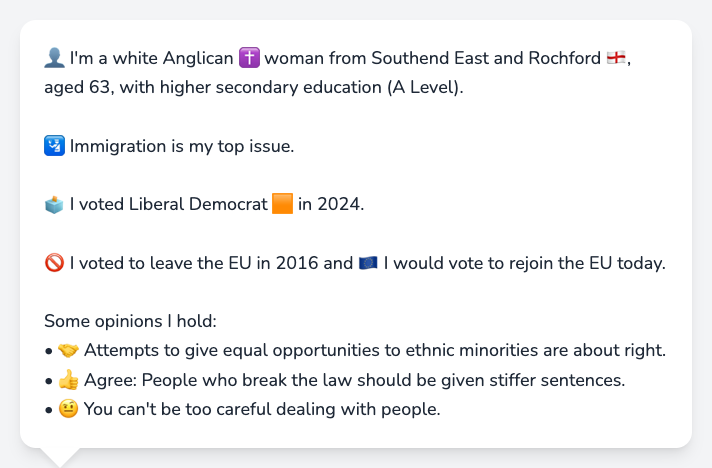 👤 I'm a white Anglican ✝️ woman from Southend East and Rochford 🏴󠁧󠁢󠁥󠁮󠁧󠁿,
aged 63, with higher secondary education (A Level).
🛂 Immigration is my top issue.
🗳️ I voted Liberal Democrat 🟧 in 2024.
🚫 I voted to leave the EU in 2016 and 🇪🇺 I would vote to rejoin the EU today.
Some opinions I hold:
• 🤝 Attempts to give equal opportunities to ethnic minorities are about right.
• 👍 Agree: People who break the law should be given stiffer sentences.
• 🤨 You can't be too careful dealing with people.